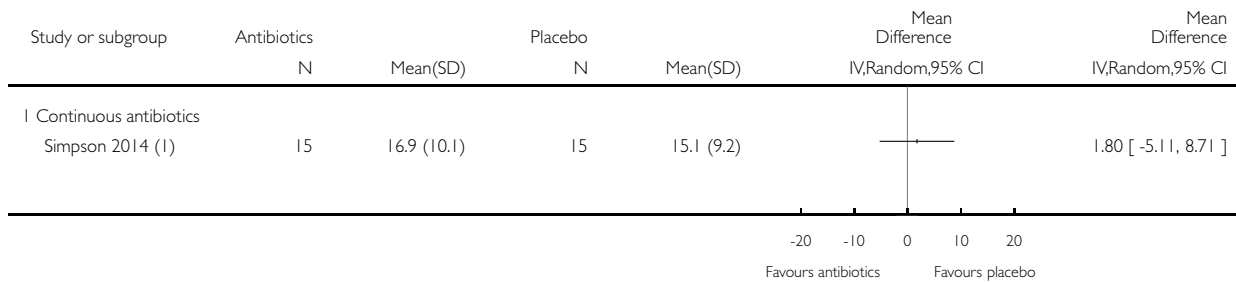 Study or subgroup Antibiotics Placebo Mean Difference Mean Difference
N Mean(SD) N Mean(SD) IV,Random,95% CI IV,Random,95% CI
1 Continuous antibiotics
Simpson 2014 (1) 15 16.9 (10.1) 15 15.1 (9.2) 1.80 [ -5.11, 8.71 ]
-20 -10 0 10 20
Favours antibiotics Favours placebo